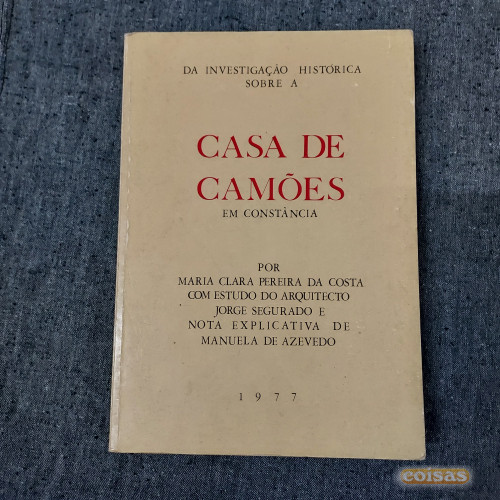 DA INVESTIGAÇÃO HISTÓRICA
SOBRE A
CASA DE
CAMÕES
EM CONSTÂNCIA
POR
MARIA CLARA PEREIRA DA COSTA
COM ESTUDO DO ARQUITECTO
JORGE SEGURADO E
NOTA EXPLICATIVA DE
MANUELA DE AZEVEDO
1977
coisas